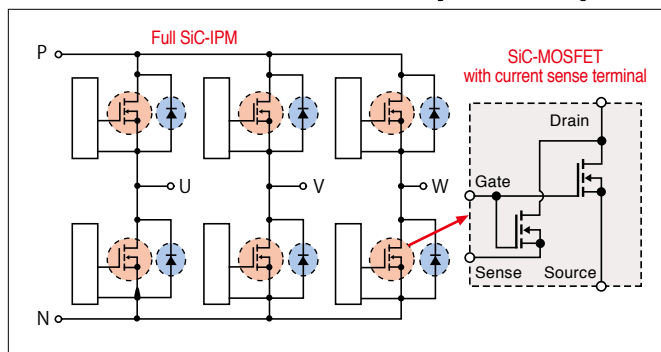 Full SiC-IPM
P
SiC-MOSFET
with current sense terminal
Drain
U
V
W
Gate
Sense
Source
N